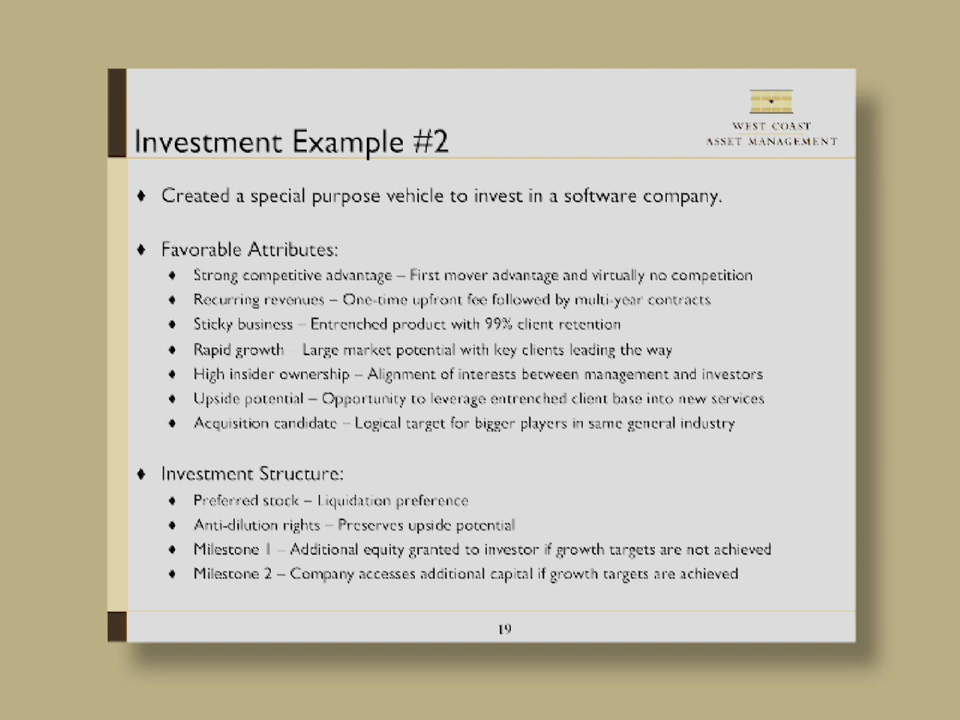 WEST COAST
ASSET MANAGEMENT
Investment Example #2
♦ Created a special purpose vehicle to invest in a software company.
♦ Favorable Attributes:
♦ Strong competitive advantage – First mover advantage and virtually no competition
♦ Recurring revenues – One-time upfront fee followed by multi-year contracts
♦ Sticky business – Entrenched product with 99% client retention
♦ Rapid growth – Large market potential with key clients leading the way
♦ High insider ownership – Alignment of interests between management and investors
♦ Upside potential – Opportunity to leverage entrenched client base into new services
♦ Acquisition candidate – Logical target for bigger players in same general industry
♦ Investment Structure:
♦ Preferred stock – Liquidation preference
♦ Anti-dilution rights – Preserves upside potential
♦ Milestone 1 – Additional equity granted to investor if growth targets are not achieved
♦ Milestone 2 – Company accesses additional capital if growth targets are achieved
19